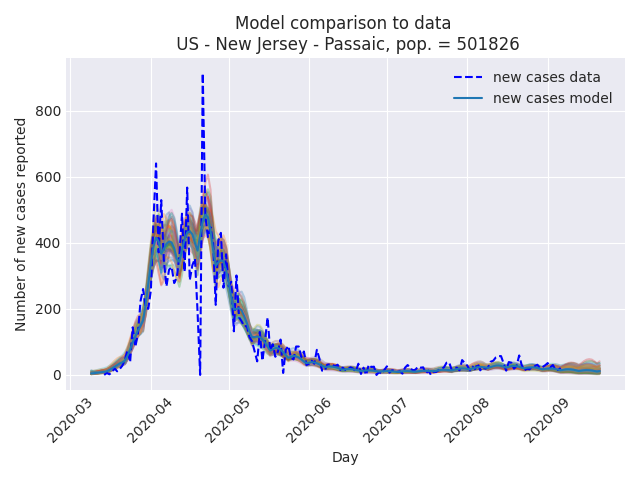 Model comparison to data
US - New Jersey - Passaic, pop. = 501826
new cases data
new cases model
Number of new cases reported
800
600
400
200
0
2020-03
2020-04
2020-05
2020-06
2020-07
2020-08
2020-09
Day